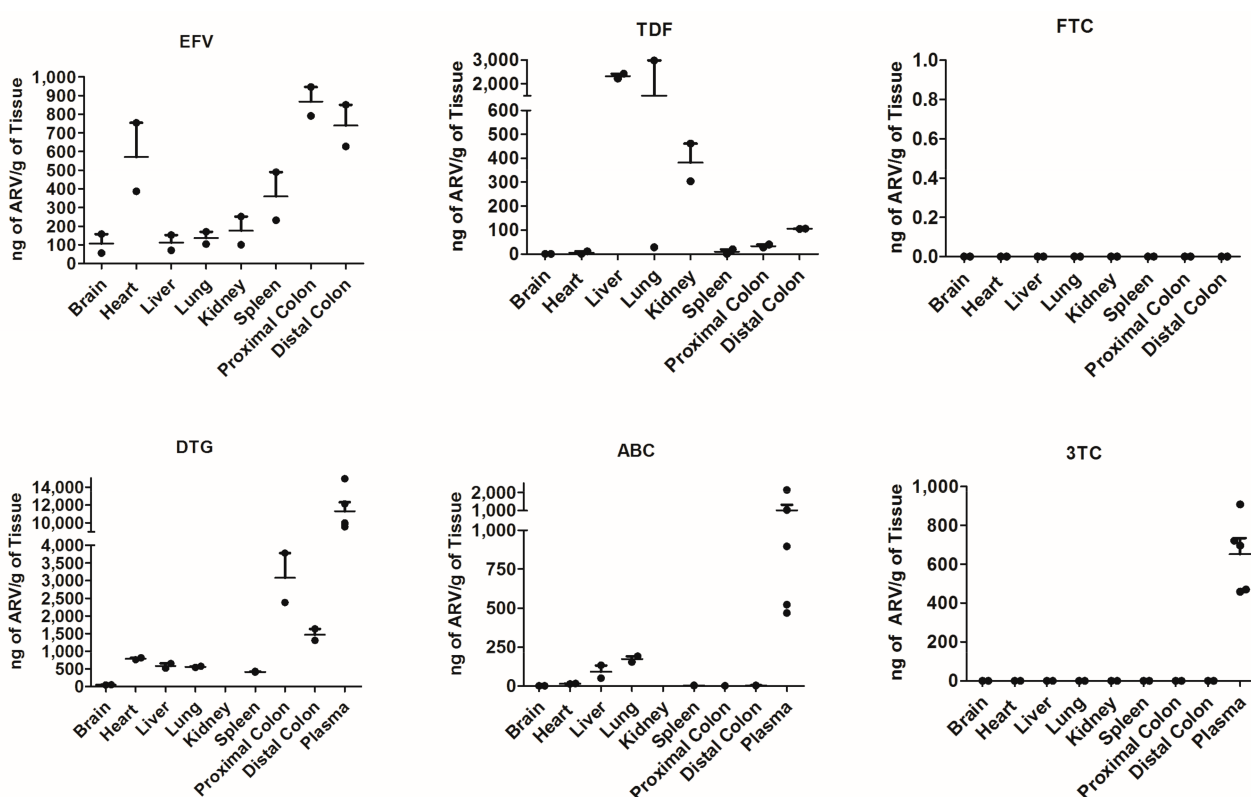 EFV
ng of ARV/g of Tissue
1,000
900
800
700
600
500
400
300
200
100
0
Brain
Heart
Liver
Lung
Kidney
Spleen
Proximal Colon
Distal Colon
TDF
ng of ARV/g of Tissue
3,000
2,000
600
500
400
300
200
100
0
Brain
Heart
Liver
Lung
Kidney
Spleen
Proximal Colon
Distal Colon
FTC
ng of ARV/g of Tissue
1.0
0.8
0.6
0.4
0.2
0.0
Brain
Heart
Liver
Lung
Kidney
Spleen
Proximal Colon
Distal Colon
DTG
ng of ARV/g of Tissue
14,000
12,000
10,000
4,000
3,500
3,000
2,500
2,000
1,500
1,000
500
0
Brain
Heart
Liver
Lung
Kidney
Spleen
Proximal Colon
Distal Colon
Plasma
ABC
ng of ARV/g of Tissue
2,000
1,000
1,000
750
500
250
0
Brain
Heart
Liver
Lung
Kidney
Spleen
Proximal Colon
Distal Colon
Plasma
3TC
ng of ARV/g of Tissue
1,000
800
600
400
200
0
Brain
Heart
Liver
Lung
Kidney
Spleen
Proximal Colon
Distal Colon
Plasma